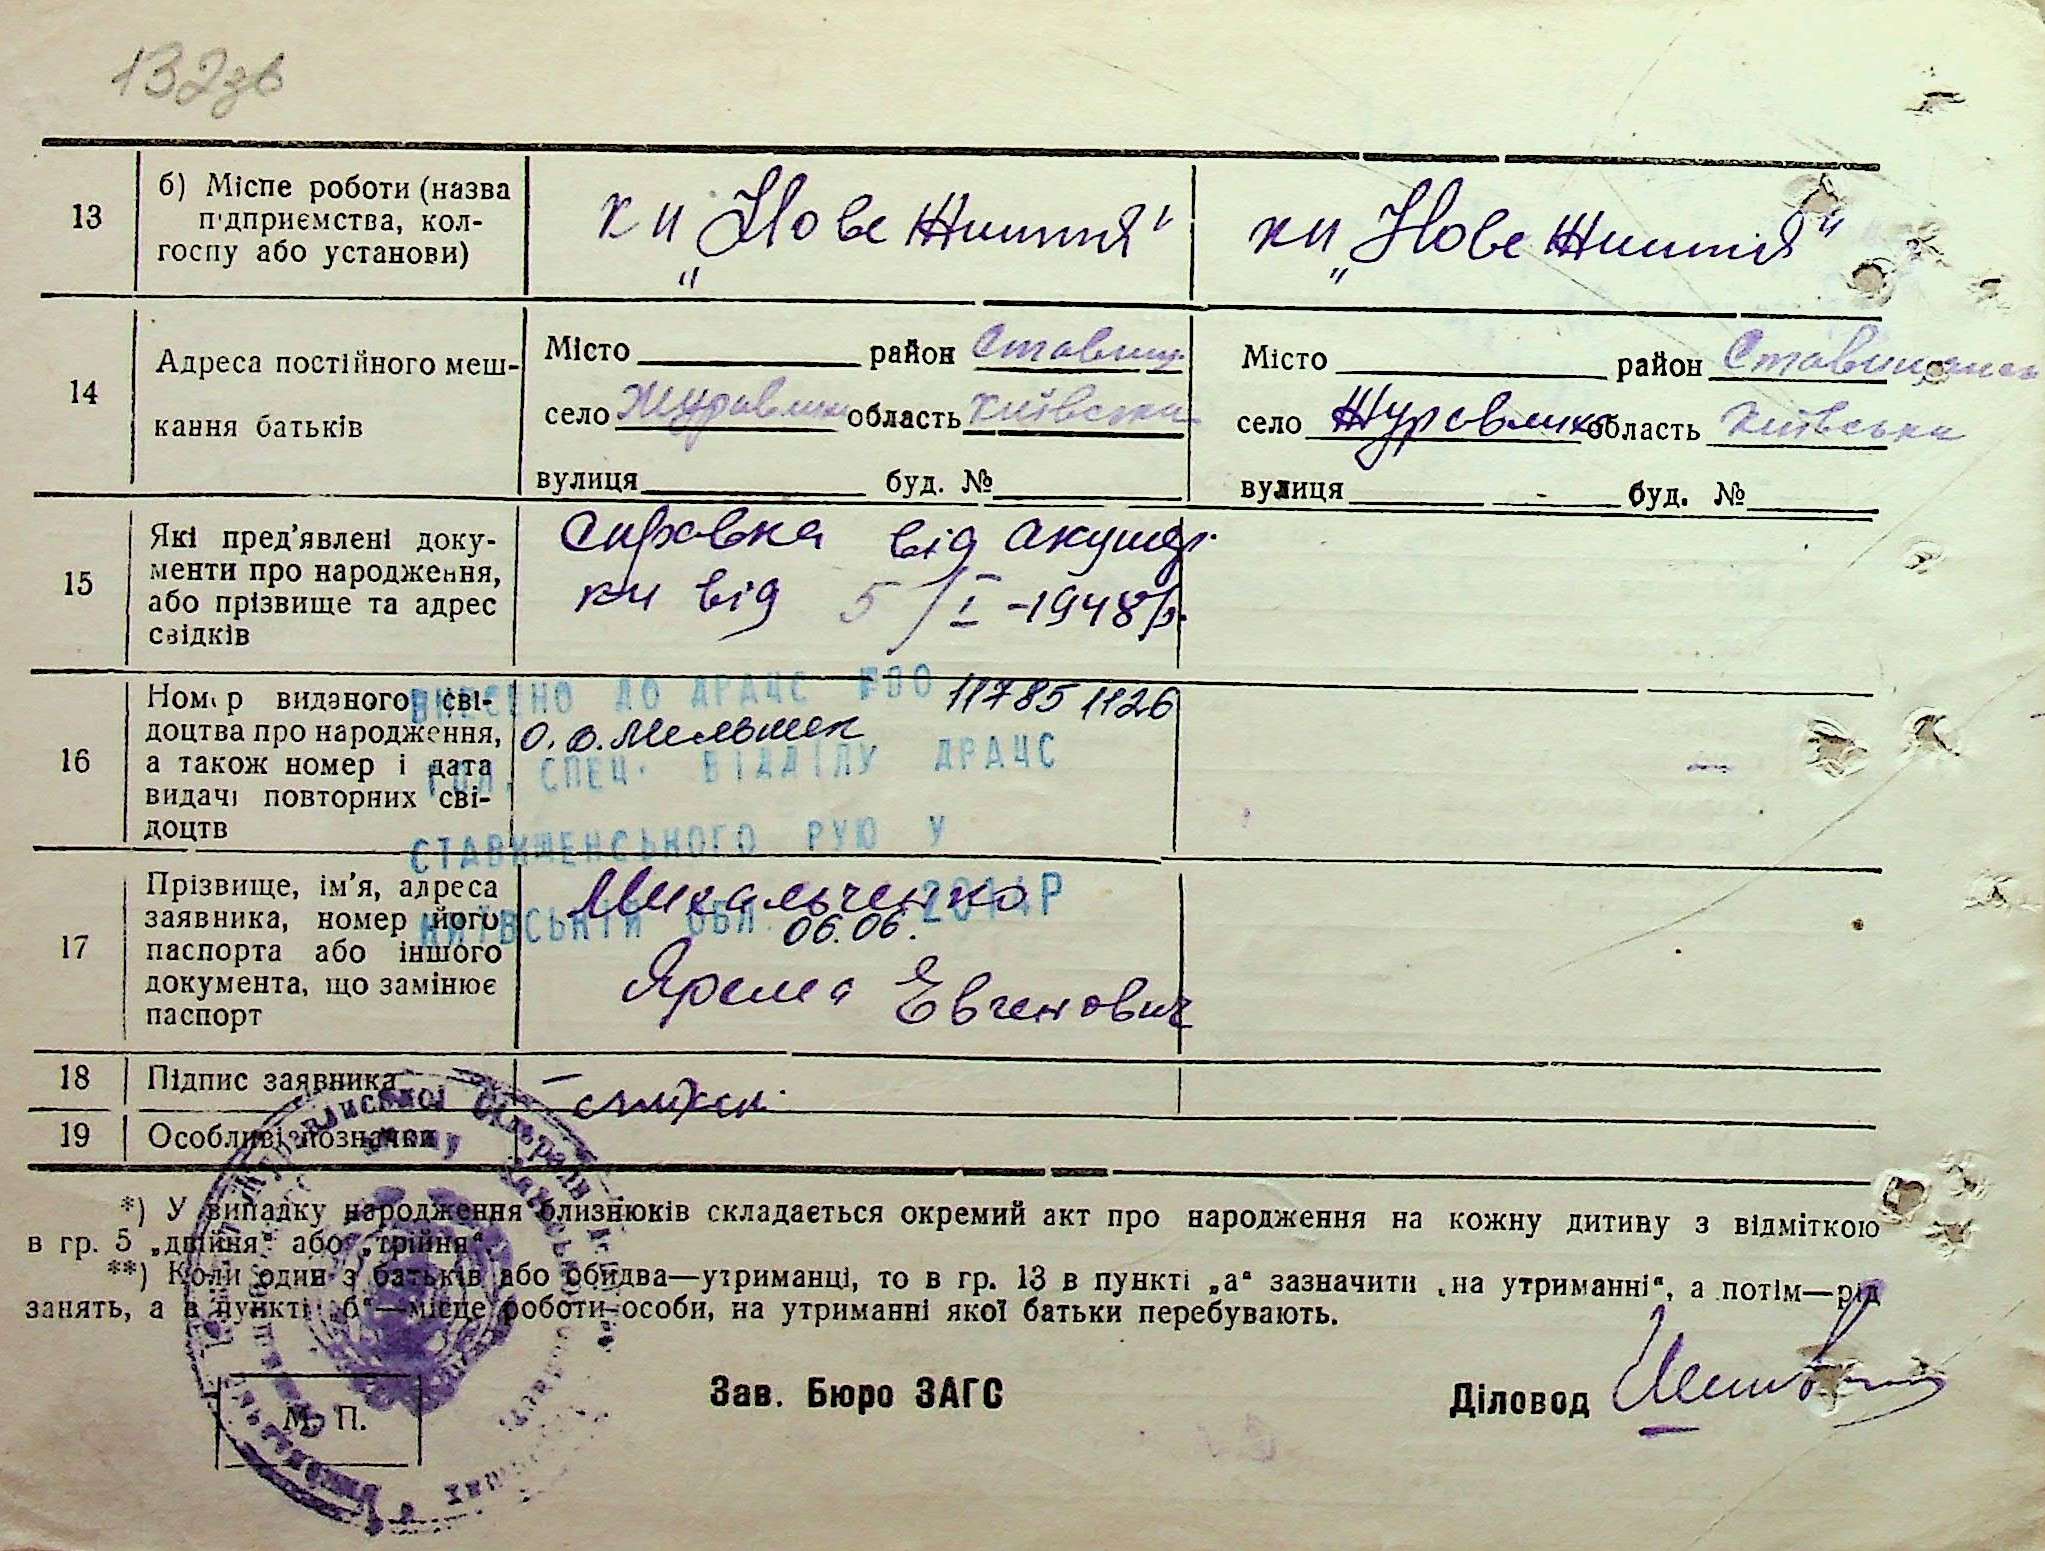 132зв
13
б) Місце роботи (назва
підприємства, кол-
госпу або установи)
кп „Нове Життя"
кп „Нове Життя"
14
Адреса постійного меш-
кання батьків
Місто район Ставищ.
село Журавлиха область Київська
вулиця буд. №
Місто район Ставищанськ
село Журавлиха область Київська
вулиця буд. №
15
Які пред'явлені доку-
менти про народження,
або прізвище та адрес
свідків
Справка від акушер-
ки від 5/I-1948р.
16
Номер виданого сві-
доцтва про народження,
а також номер і дата
видачі повторних сві-
доцтв
ВНЕСЕНО ДО ДРАЦС
11785 1126
О. О. Мельник
ГОЛ. СПЕЦ. ВІДДІЛУ ДРАЦС
СТАВИЩЕНСЬКОГО РУЮ У
КИЇВСЬКІЙ ОБЛ. 06.06. 2011Р
17
Прізвище, ім'я, адреса
заявника, номер його
паспорта або іншого
документа, що замінює
паспорт
Михальченко
Ярема Евгенович
18
Підпис заявника
19
Особливі позначки
*) У випадку народження близнюків складається окремий акт про народження на кожну дитину з відміткою
в гр. 5 „двійня" або „трійня".
**) Коли один з батьків або обидва—утриманці, то в гр. 13 в пункті „а" зазначити „на утриманні", а потім—рід
занять, а в пункті „б"—місце роботи особи, на утриманні якої батьки перебувають.
М. П.
Зав. Бюро ЗАГС
Діловод